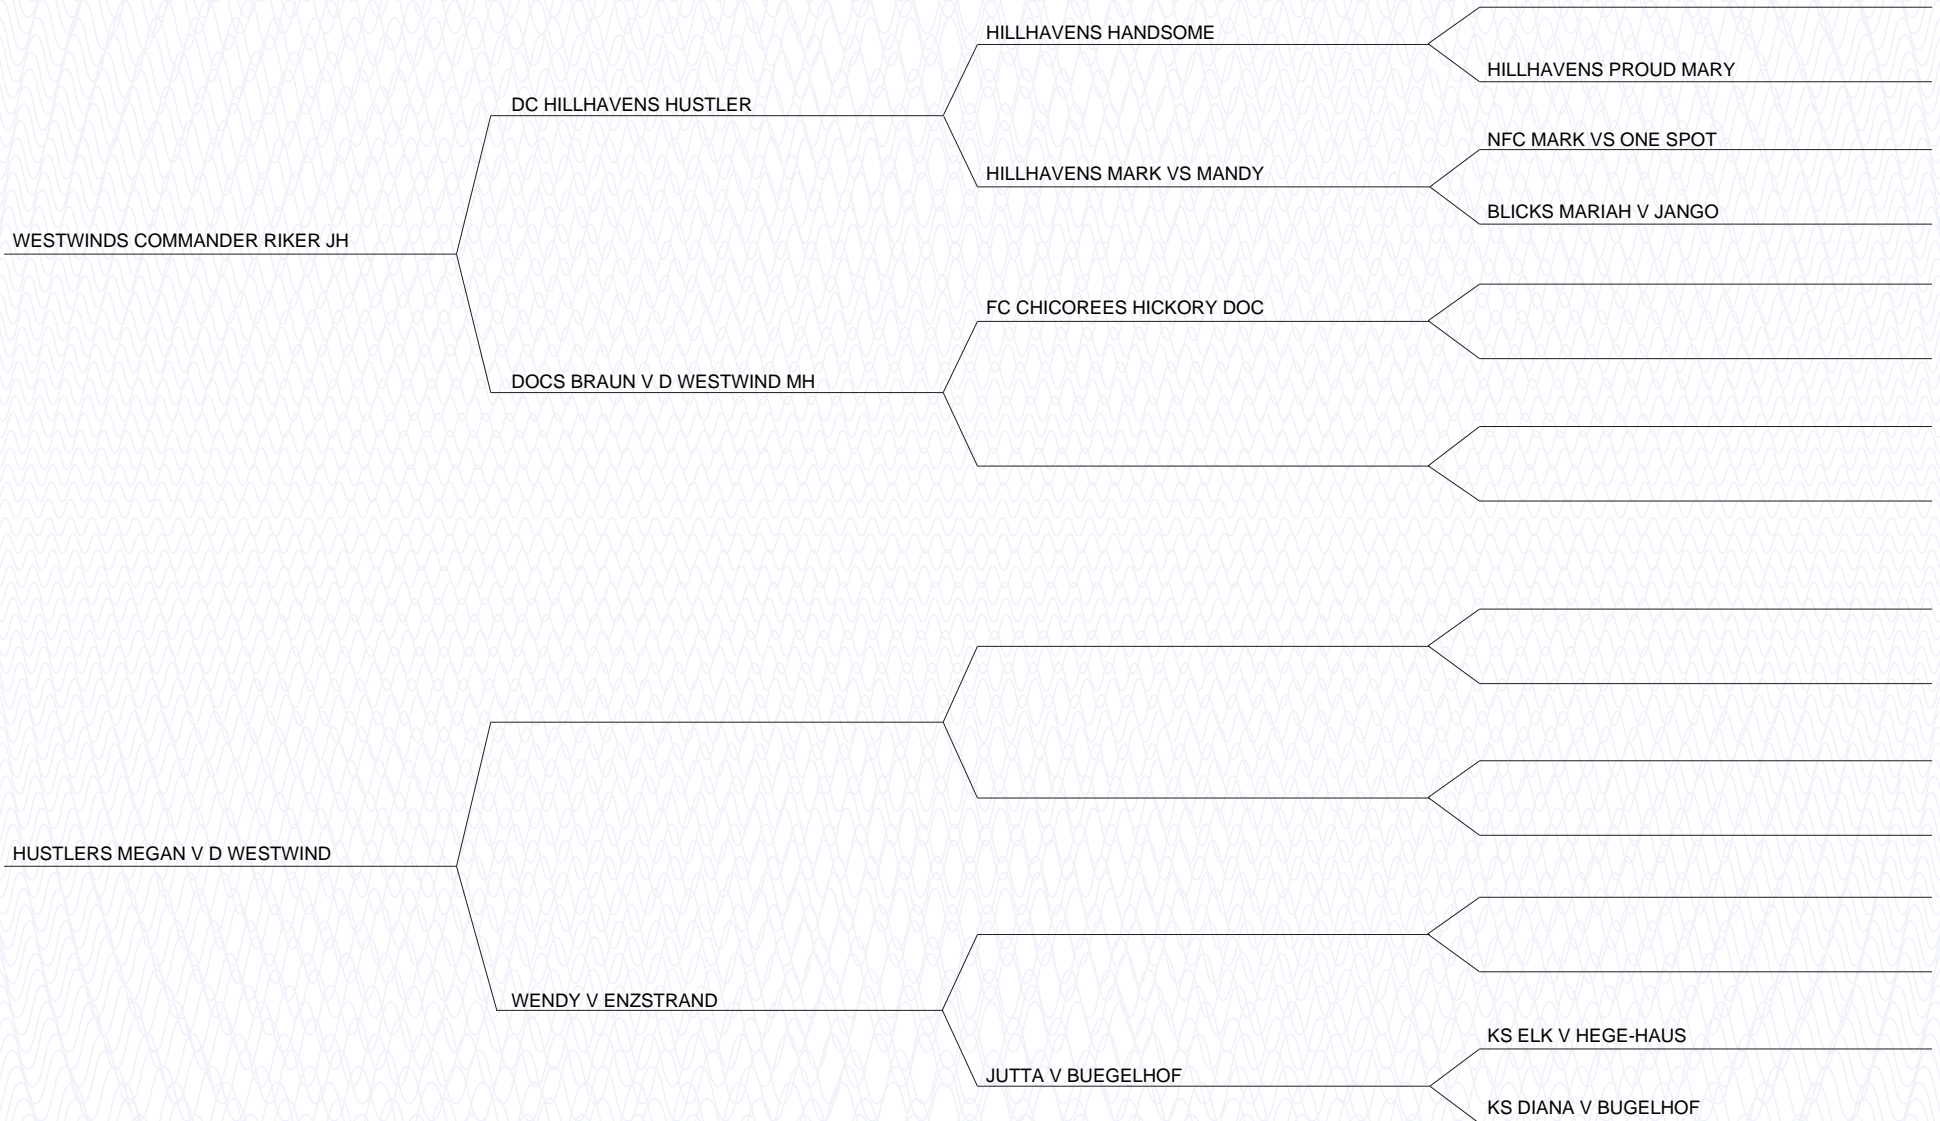 HILLHAVENS HANDSOME
HILLHAVENS PROUD MARY
DC HILLHAVENS HUSTLER
NFC MARK VS ONE SPOT
HILLHAVENS MARK VS MANDY
BLICKS MARIAH V JANGO
WESTWINDS COMMANDER RIKER JH
FC CHICOREES HICKORY DOC
DOCS BRAUN V D WESTWIND MH
HUSTLERS MEGAN V D WESTWIND
WENDY V ENZSTRAND
KS ELK V HEGE-HAUS
JUTTA V BUEGELHOF
KS DIANA V BUGELHOF